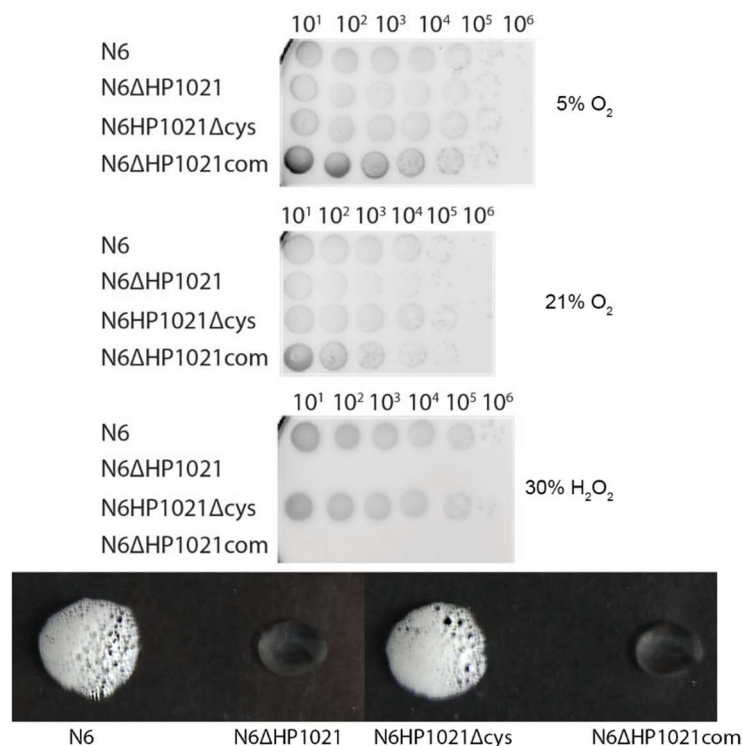 10¹ 10² 10³ 10⁴ 10⁵ 10⁶
N6
N6ΔHP1021
N6HP1021Δcys
N6ΔHP1021com
5% O₂
10¹ 10² 10³ 10⁴ 10⁵ 10⁶
N6
N6ΔHP1021
N6HP1021Δcys
N6ΔHP1021com
21% O₂
10¹ 10² 10³ 10⁴ 10⁵ 10⁶
N6
N6ΔHP1021
N6HP1021Δcys
N6ΔHP1021com
30% H₂O₂
N6 N6ΔHP1021 N6HP1021Δcys N6ΔHP1021com